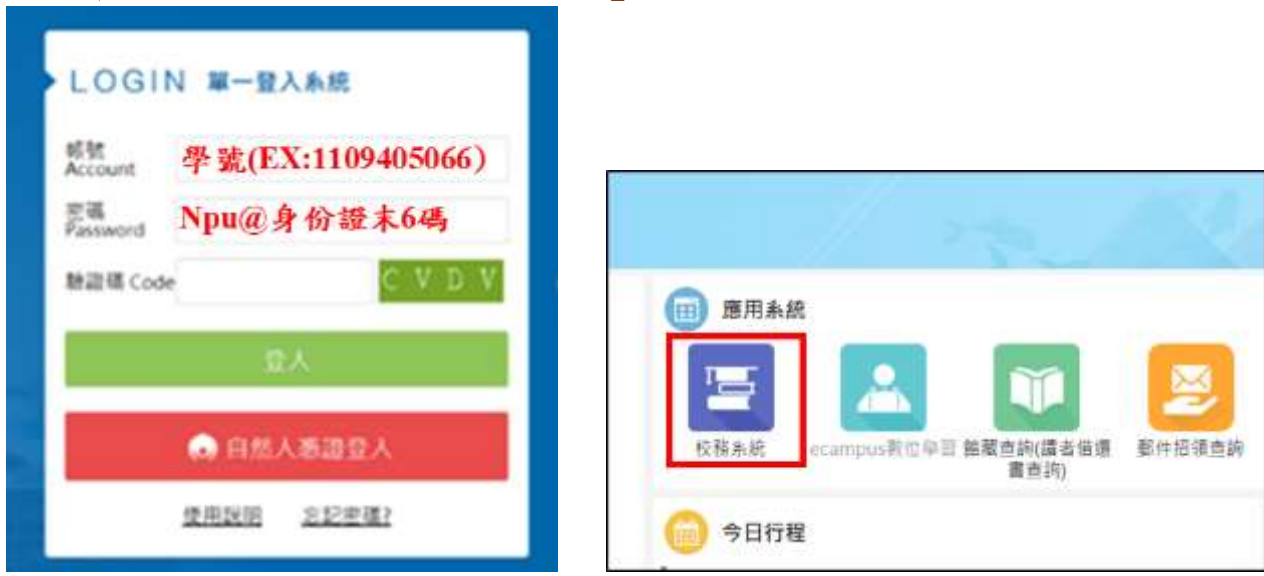 LOGIN 單一登入系統
帳號
Account
學號(EX:1109405066)
密碼
Password
Npu@身份證末6碼
驗證碼 Code
C V D V
登入
自然人憑證登入
使用說明 忘記密碼?
應用系統
校務系統
ecampus數位學習
館藏查詢(讀者借還
書查詢)
郵件招領查詢
今日行程